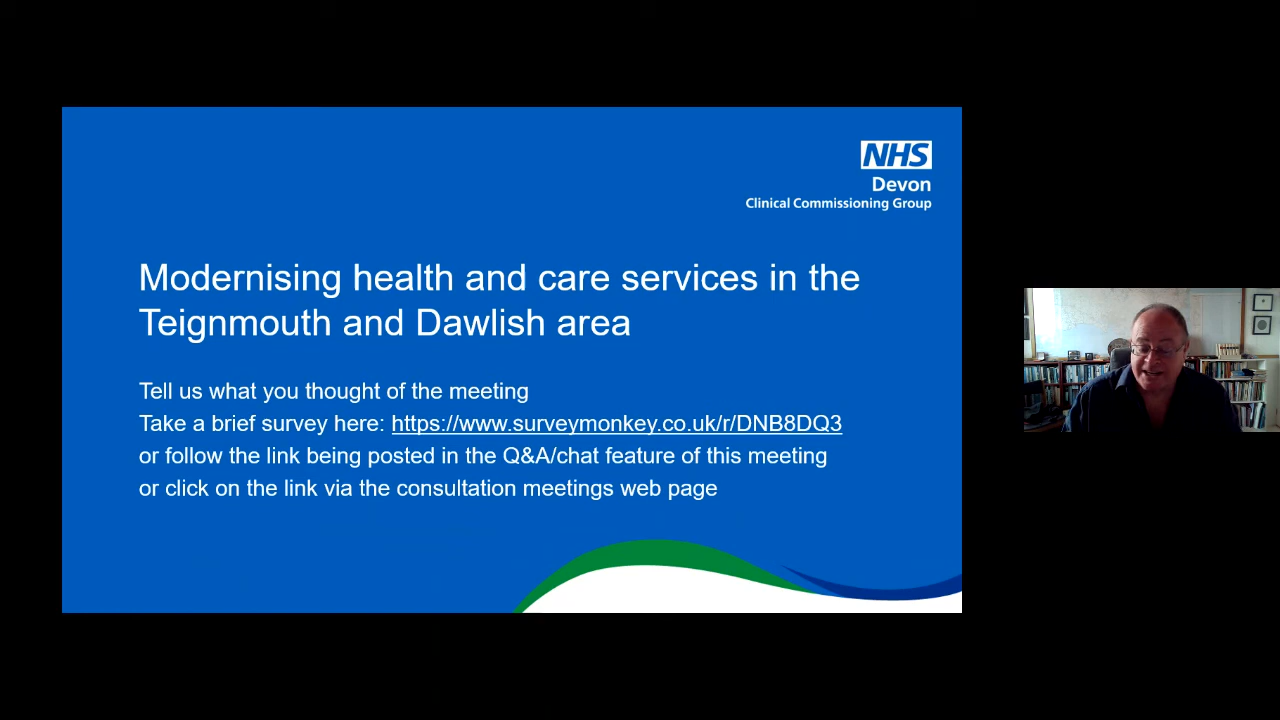 NHS
Devon
Clinical Commissioning Group
Modernising health and care services in the
Teignmouth and Dawlish area
Tell us what you thought of the meeting
Take a brief survey here: https://www.surveymonkey.co.uk/r/DNB8DQ3
or follow the link being posted in the Q&A/chat feature of this meeting
or click on the link via the consultation meetings web page